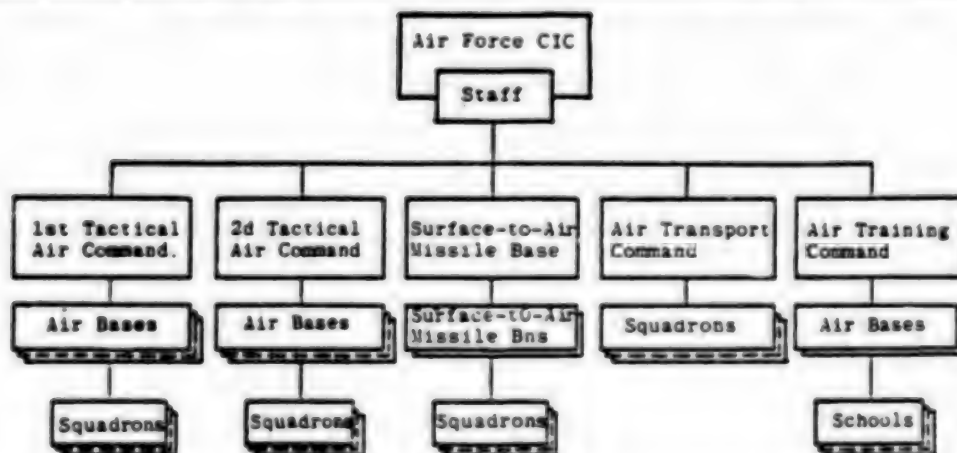 Air Force CIC
Staff
1st Tactical
Air Command.
2d Tactical
Air Command
Surface-to-Air
Missile Base
Air Transport
Command
Air Training
Command
Air Bases
Air Bases
Surface-to-Air
Missile Bns
Squadrons
Air Bases
Squadrons
Squadrons
Squadrons
Schools